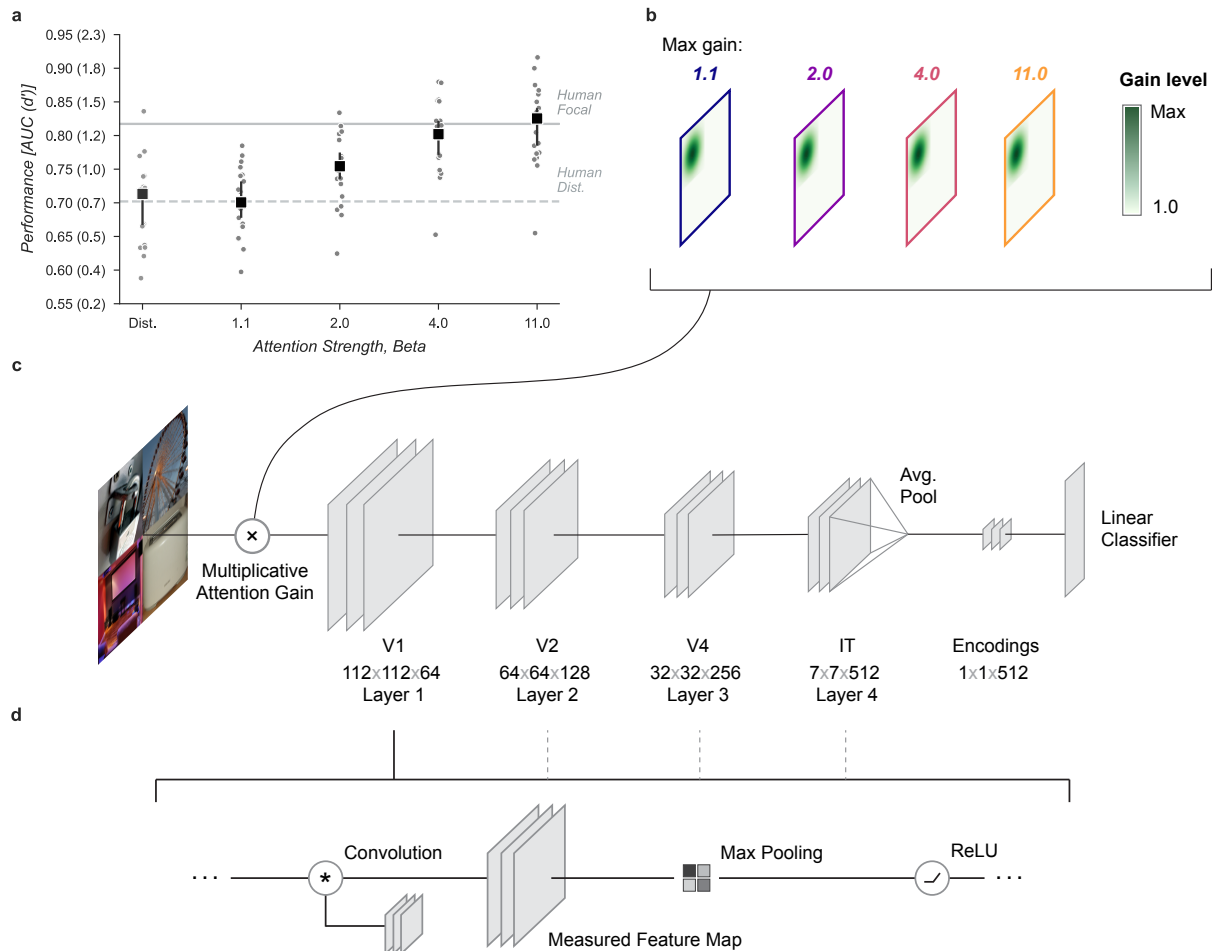 a
0.95 (2.3)
0.90 (1.8)
0.85 (1.5)
0.80 (1.2)
0.75 (1.0)
0.70 (0.7)
0.65 (0.5)
0.60 (0.4)
0.55 (0.2)
Performance [AUC (d')]
Human
Focal
Human
Dist.
Dist.
1.1
2.0
4.0
11.0
Attention Strength, Beta
b
Max gain:
1.1
2.0
4.0
11.0
Gain level
Max
1.0
c
×
Multiplicative
Attention Gain
Avg.
Pool
Linear
Classifier
V1
112x112x64
Layer 1
V2
64x64x128
Layer 2
V4
32x32x256
Layer 3
IT
7x7x512
Layer 4
Encodings
1x1x512
d
· · ·
*
Convolution
Measured Feature Map
Max Pooling
ReLU
· · ·